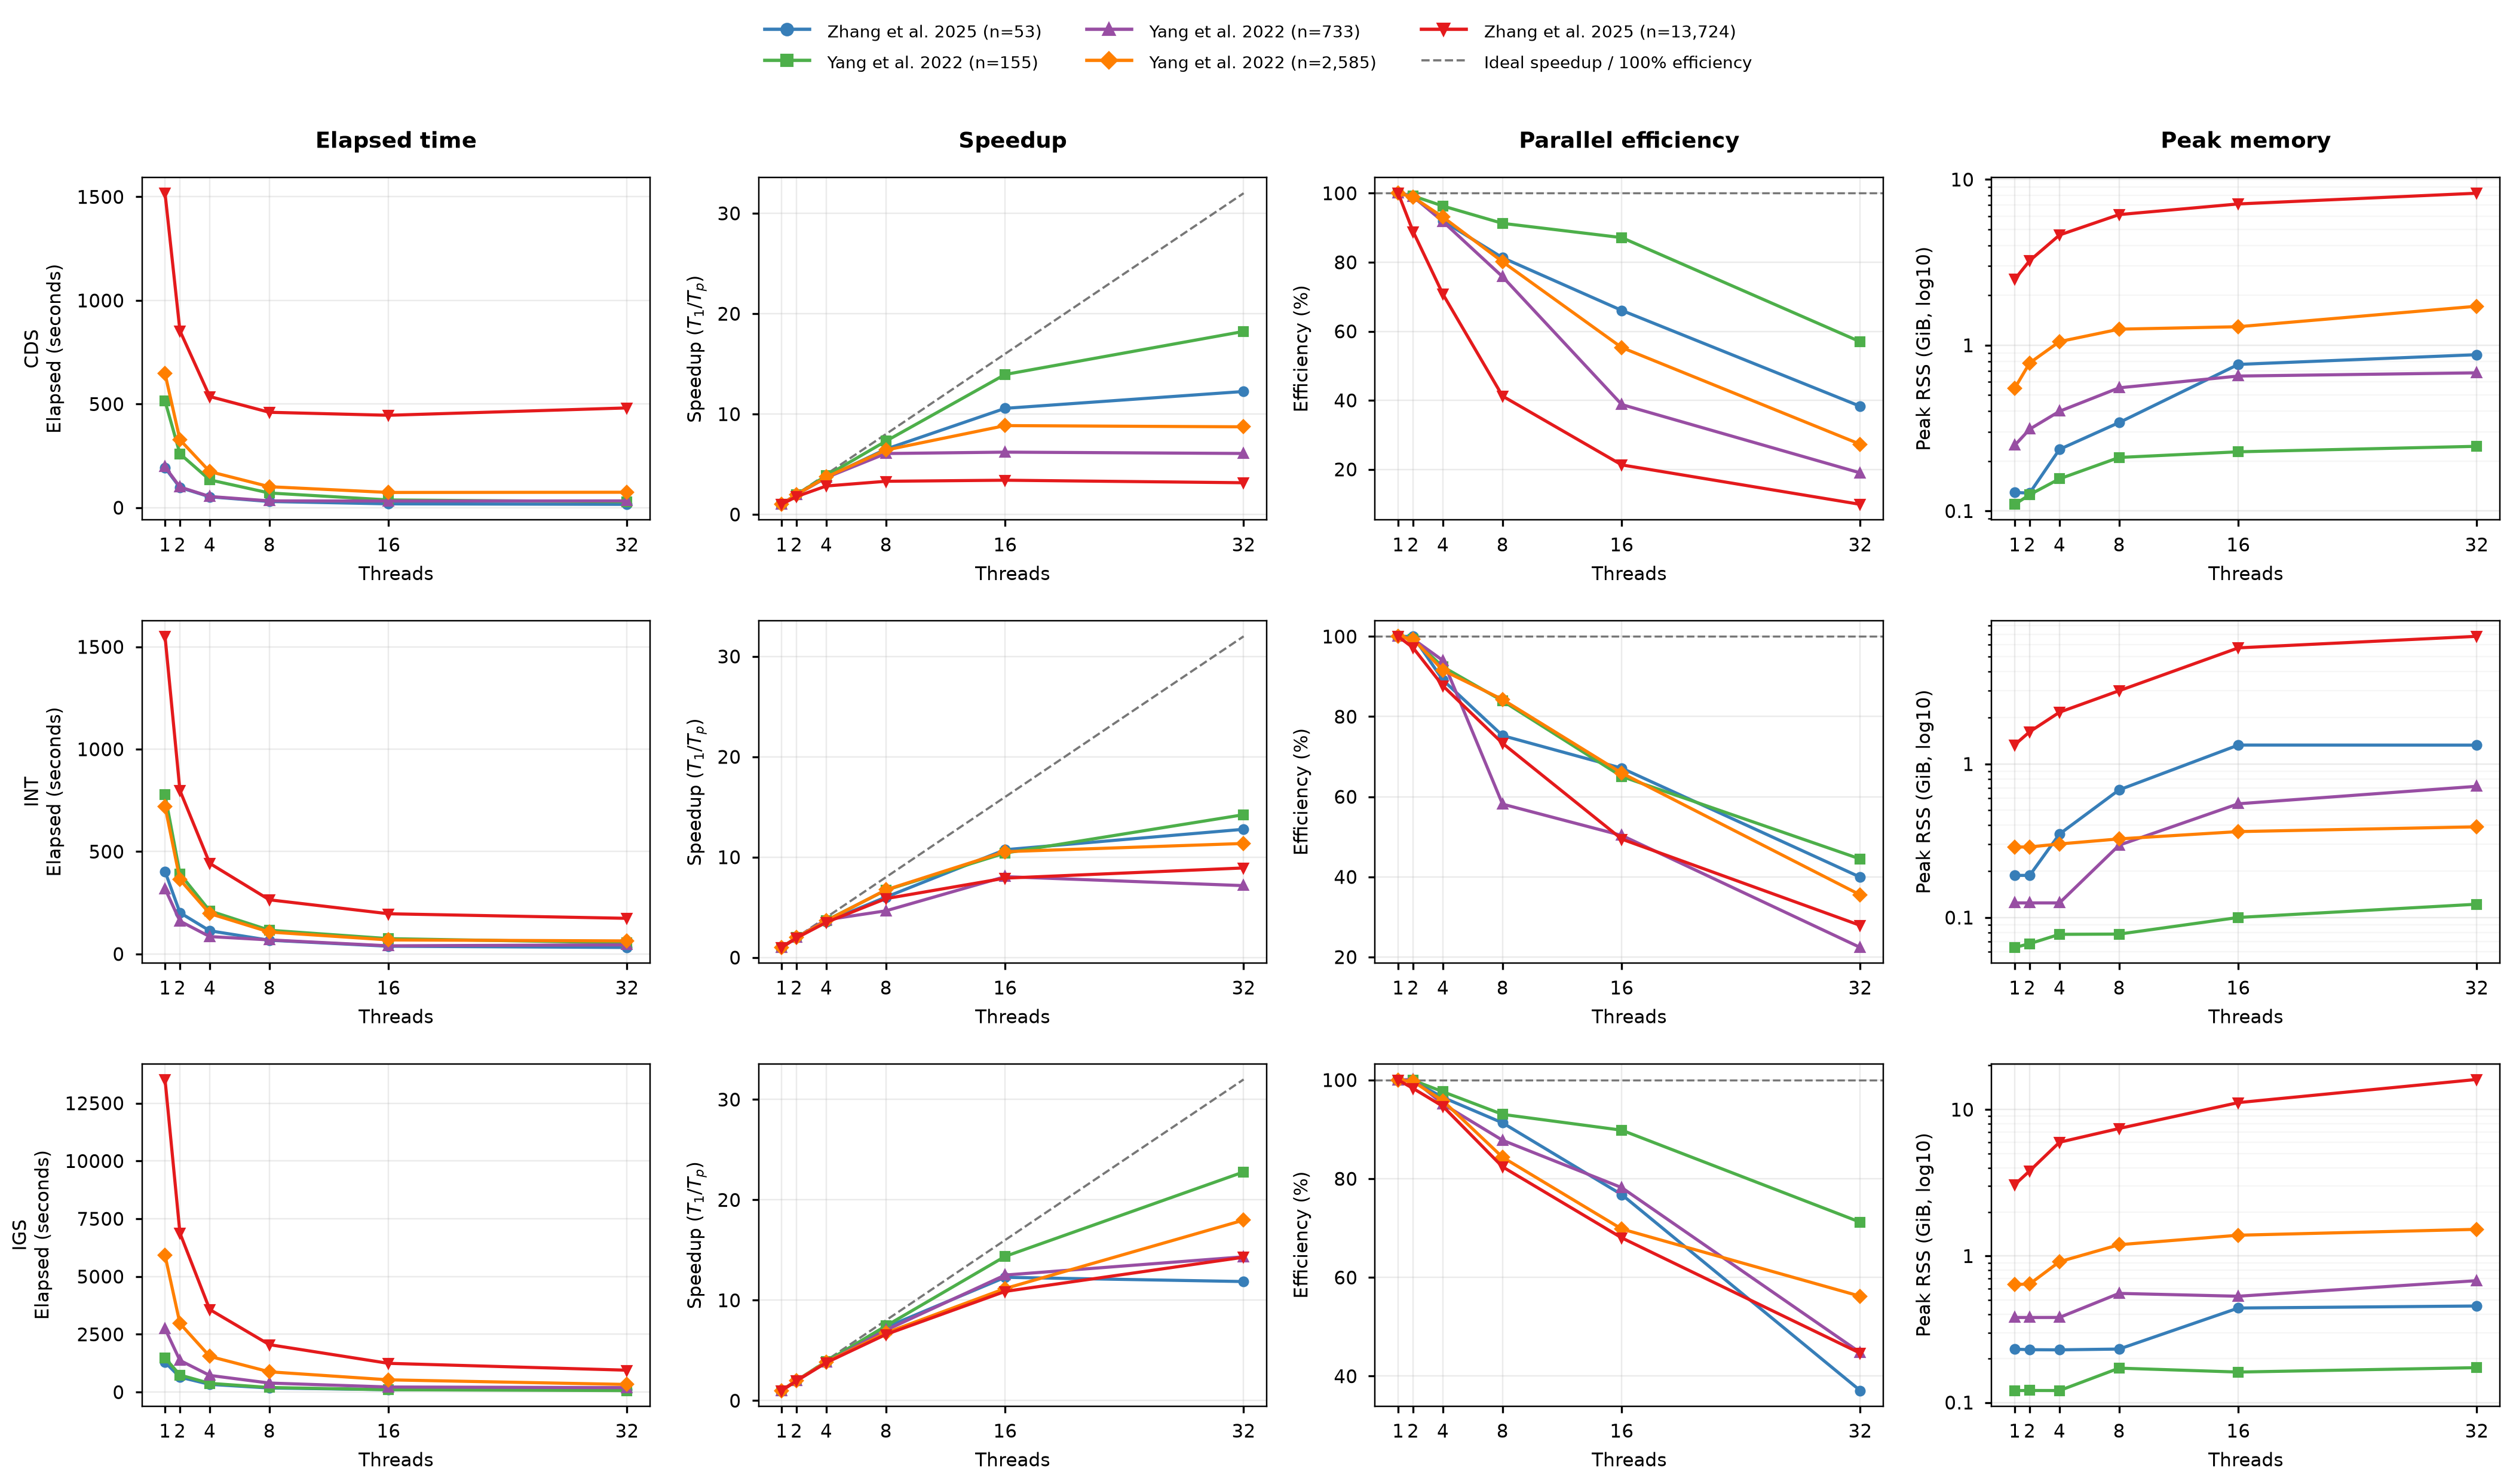 Zhang et al. 2025 (n=53)
Yang et al. 2022 (n=155)
Yang et al. 2022 (n=733)
Yang et al. 2022 (n=2,585)
Zhang et al. 2025 (n=13,724)
Ideal speedup / 100% efficiency
Elapsed time
Speedup
Parallel efficiency
Peak memory
CDS
Elapsed (seconds)
1500
1000
500
0
1 2 4 8 16 32
Threads
Speedup (T1/Tp)
30
20
10
0
1 2 4 8 16 32
Threads
Efficiency (%)
100
80
60
40
20
1 2 4 8 16 32
Threads
Peak RSS (GiB, log10)
10
1
0.1
1 2 4 8 16 32
Threads
INT
Elapsed (seconds)
1500
1000
500
0
1 2 4 8 16 32
Threads
Speedup (T1/Tp)
30
20
10
0
1 2 4 8 16 32
Threads
Efficiency (%)
100
80
60
40
20
1 2 4 8 16 32
Threads
Peak RSS (GiB, log10)
1
0.1
1 2 4 8 16 32
Threads
IGS
Elapsed (seconds)
12500
10000
7500
5000
2500
0
1 2 4 8 16 32
Threads
Speedup (T1/Tp)
30
20
10
0
1 2 4 8 16 32
Threads
Efficiency (%)
100
80
60
40
1 2 4 8 16 32
Threads
Peak RSS (GiB, log10)
10
1
0.1
1 2 4 8 16 32
Threads